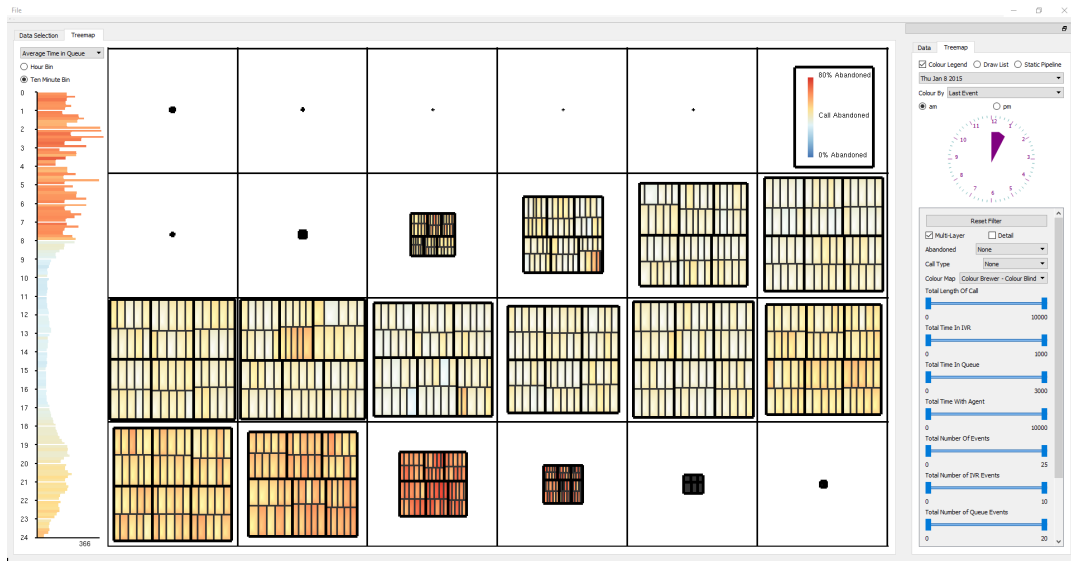 File
Data Selection Treemap
Average Time in Queue
Hour Bin
Ten Minute Bin
0
1
2
3
4
5
6
7
8
9
10
11
12
13
14
15
16
17
18
19
20
21
22
23
24
366
80% Abandoned
Call Abandoned
0% Abandoned
Data Treemap
Colour Legend Draw List Static Pipeline
Thu Jan 8 2015
Colour By Last Event
am pm
12
1
2
3
4
5
6
7
8
9
10
11
Reset Filter
Multi-Layer Detail
Abandoned None
Call Type None
Colour Map Colour Brewer - Colour Blind
Total Length Of Call
0 10000
Total Time In IVR
0 1000
Total Time In Queue
0 3000
Total Time With Agent
0 10000
Total Number Of Events
0 25
Total Number of IVR Events
0 10
Total Number of Queue Events
0 20